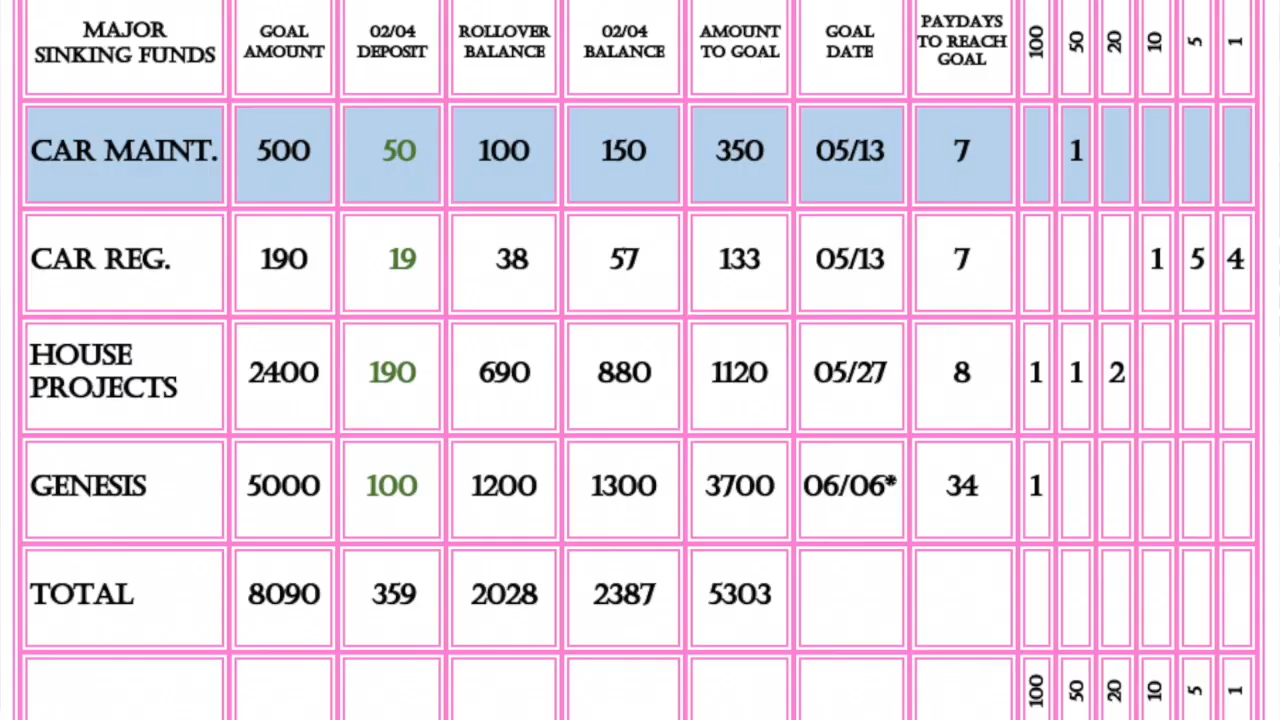 MAJOR SINKING FUNDS GOAL AMOUNT 02/04 DEPOSIT ROLLOVER BALANCE 02/04 BALANCE AMOUNT TO GOAL GOAL DATE PAYDAYS TO REACH GOAL 100 50 20 10 5 1
CAR MAINT. 500 50 100 150 350 05/13 7 1
CAR REG. 190 19 38 57 133 05/13 7 1 5 4
HOUSE PROJECTS 2400 190 690 880 1120 05/27 8 1 1 2
GENESIS 5000 100 1200 1300 3700 06/06* 34 1
TOTAL 8090 359 2028 2387 5303
100 50 20 10 5 1